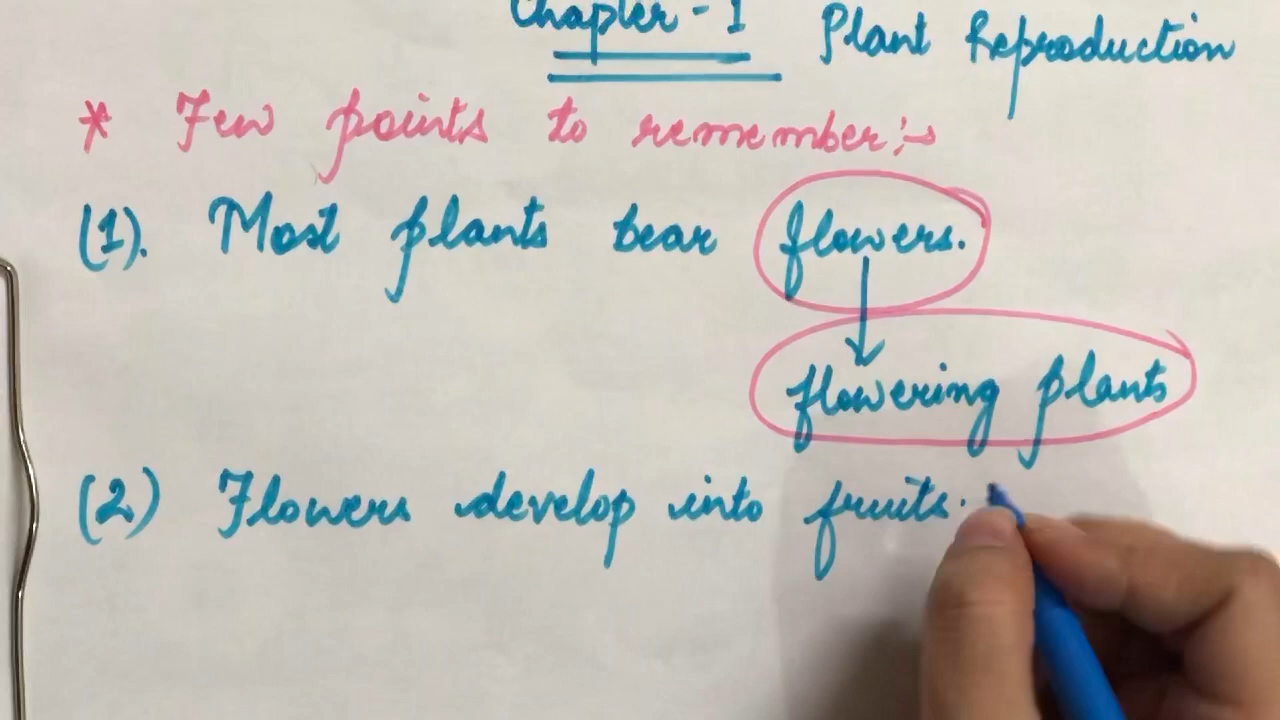 Chapter - 1 Plant Reproduction
* Few points to remember:→
(1). Most plants bear flowers.
flowering plants
(2) Flowers develop into fruits.